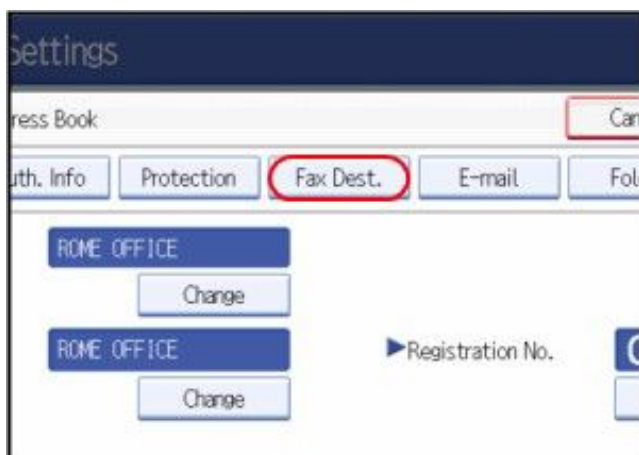 Settings
ress Book
Can
uth. Info Protection Fax Dest. E-mail Fol
ROME OFFICE
Change
ROME OFFICE ▶Registration No.
Change